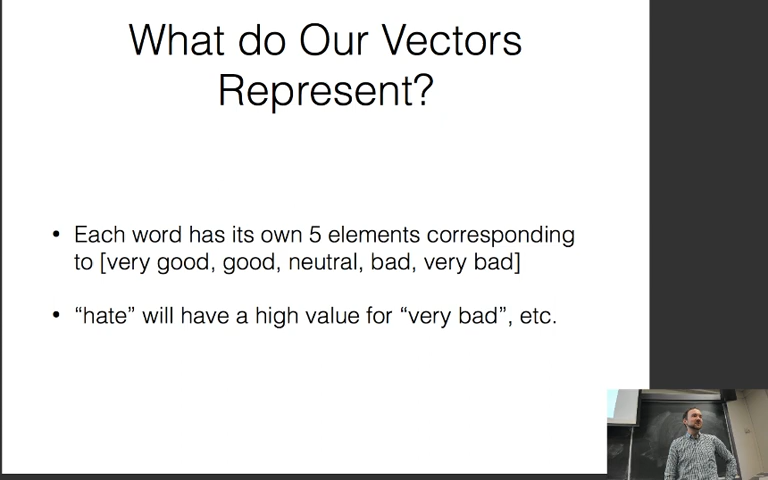 What do Our Vectors
Represent?
• Each word has its own 5 elements corresponding
to [very good, good, neutral, bad, very bad]
• “hate” will have a high value for “very bad”, etc.